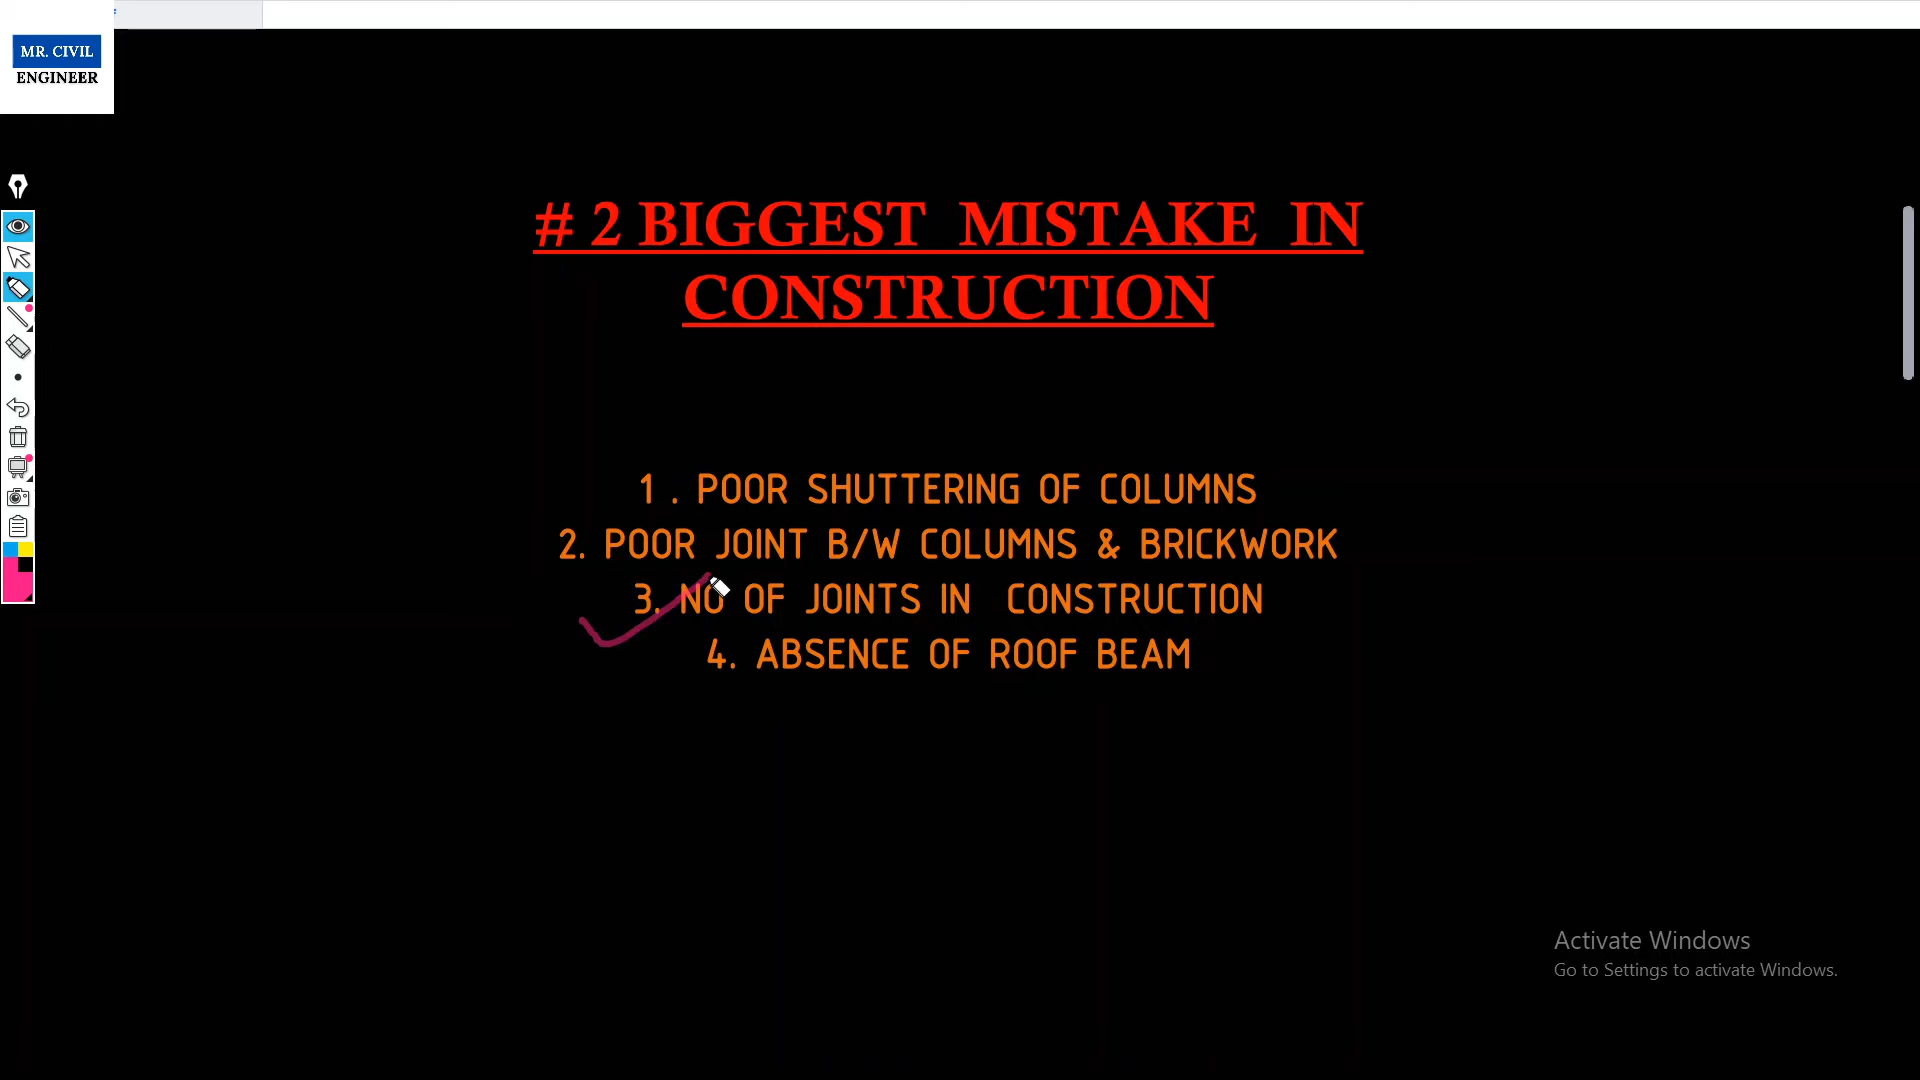 MR. CIVIL
ENGINEER
# 2 BIGGEST MISTAKE IN
CONSTRUCTION
1 . POOR SHUTTERING OF COLUMNS
2. POOR JOINT B/W COLUMNS & BRICKWORK
3. NO OF JOINTS IN CONSTRUCTION
4. ABSENCE OF ROOF BEAM
Activate Windows
Go to Settings to activate Windows.